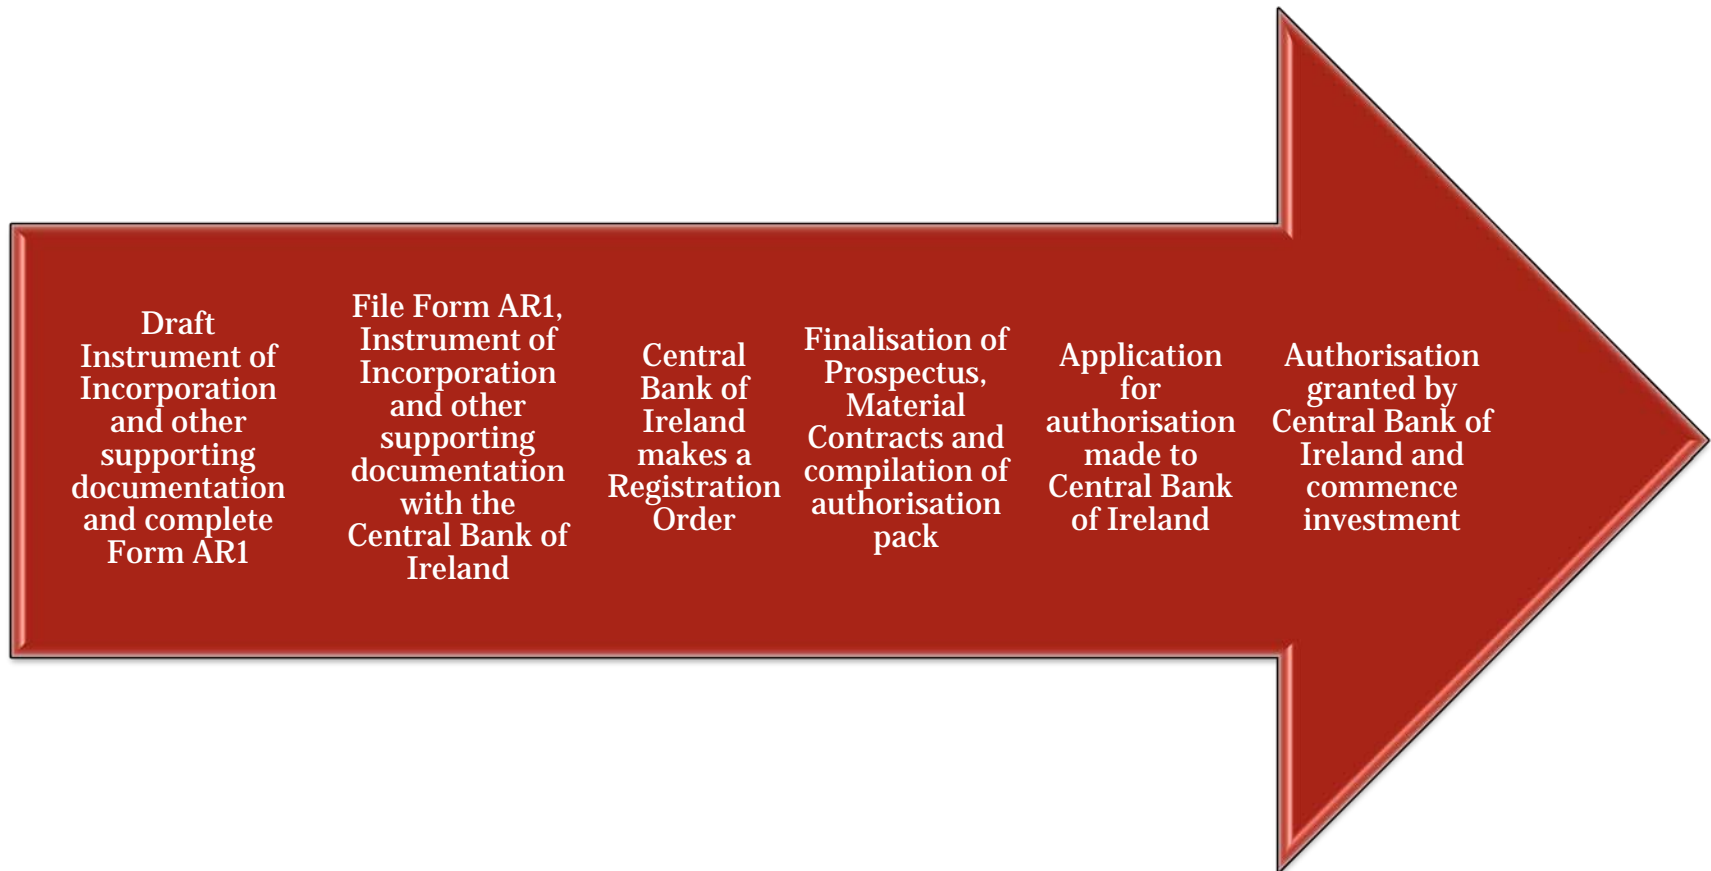 Draft
Instrument of
Incorporation
and other
supporting
documentation
and complete
Form AR1
File Form AR1,
Instrument of
Incorporation
and other
supporting
documentation
with the
Central Bank of
Ireland
Central
Bank of
Ireland
makes a
Registration
Order
Finalisation of
Prospectus,
Material
Contracts and
compilation of
authorisation
pack
Application
for
authorisation
made to
Central Bank
of Ireland
Authorisation
granted by
Central Bank of
Ireland and
commence
investment